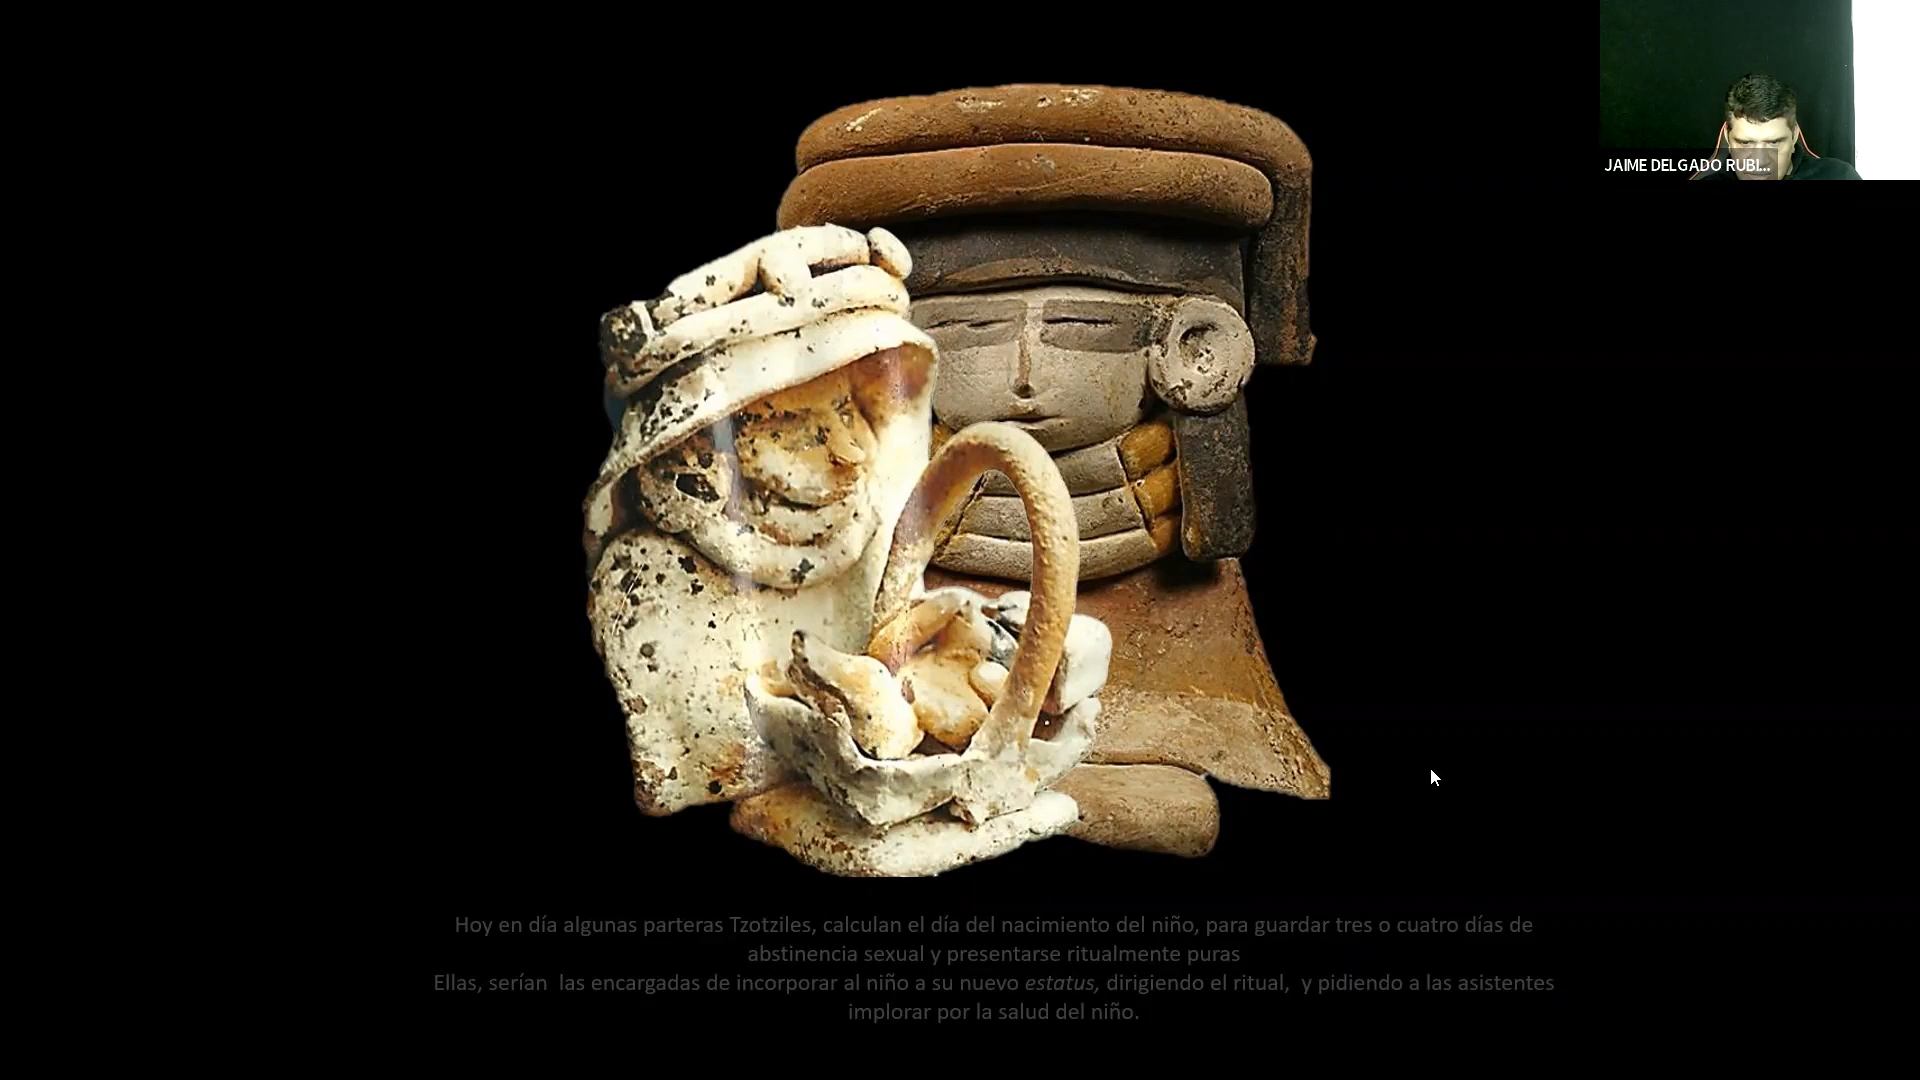 JAIME DELGADO RUBI...
Hoy en día algunas parteras Tzotziles, calculan el día del nacimiento del niño, para guardar tres o cuatro días de
abstinencia sexual y presentarse ritualmente puras
Ellas, serían las encargadas de incorporar al niño a su nuevo estatus, dirigiendo el ritual, y pidiendo a las asistentes
implorar por la salud del niño.